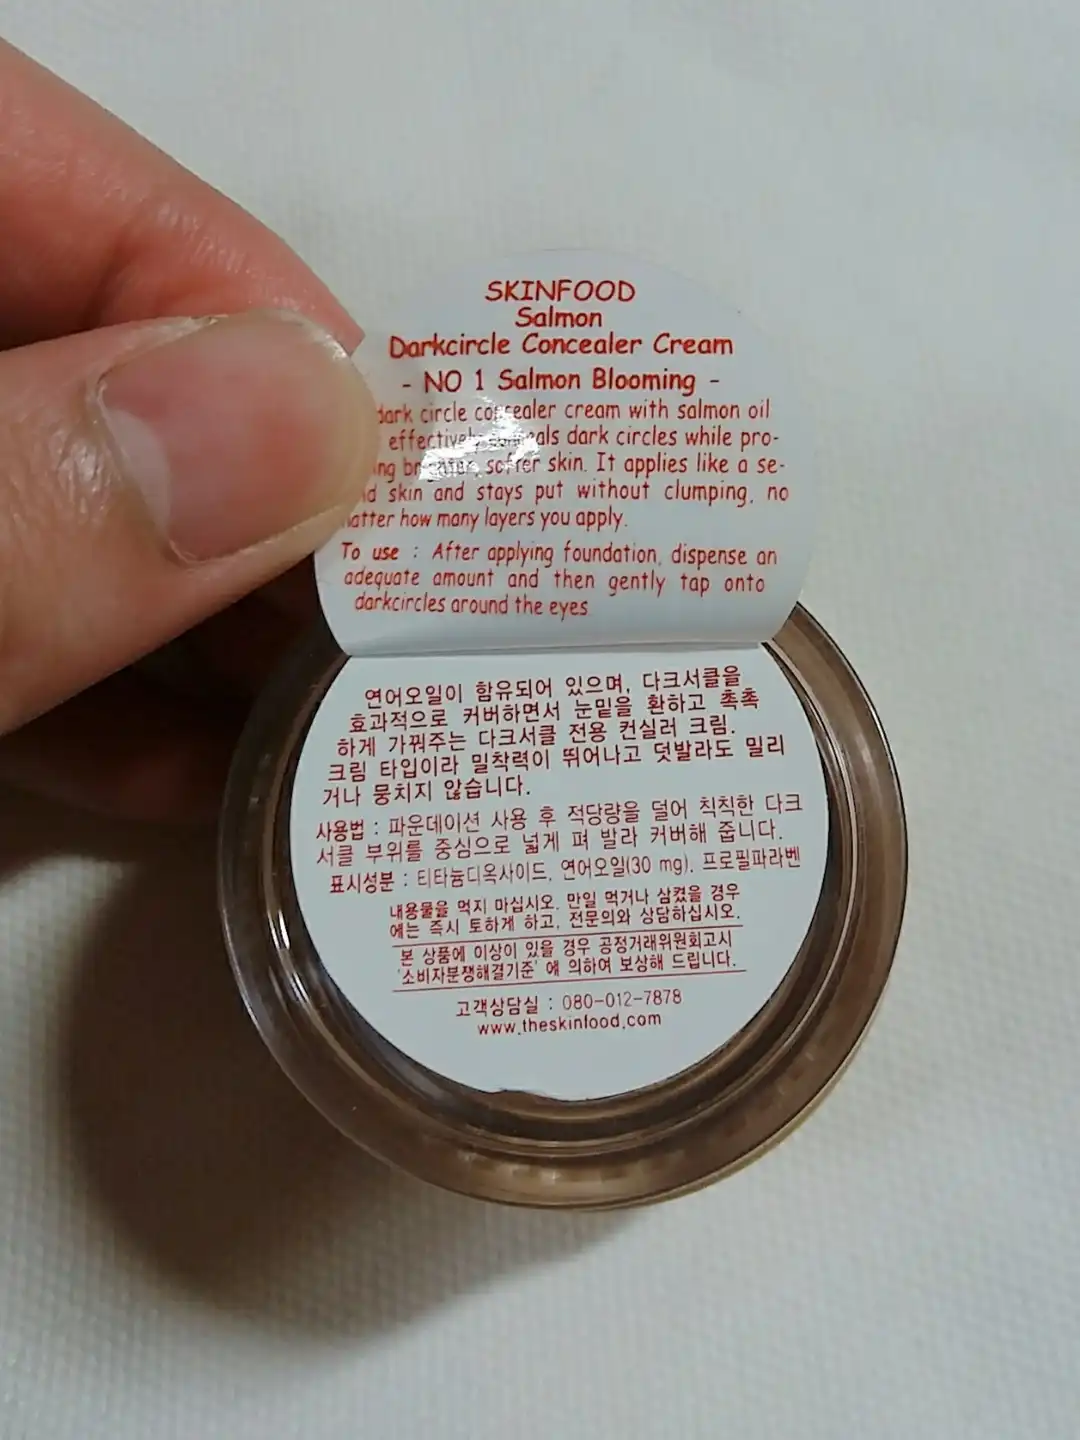 SKINFOOD
Salmon
Darkcircle Concealer Cream
- NO 1 Salmon Blooming -
dark circle concealer cream with salmon oil
effectively conceals dark circles while pro-
brighter, softer skin. It applies like a se-
skin and stays put without clumping, no
how many layers you apply.
To use : After applying foundation, dispense an
adequate amount and then gently tap onto
darkcircles around the eyes
연어오일이 함유되어 있으며, 다크서클을
효과적으로 커버하면서 눈밑을 환하고 촉촉
하게 가꿔주는 다크서클 전용 컨실러 크림.
크림 타입이라 밀착력이 뛰어나고 덧발라도 밀리
거나 뭉치지 않습니다.
사용법 : 파운데이션 사용 후 적당량을 덜어 칙칙한 다크
서클 부위를 중심으로 넓게 펴 발라 커버해 줍니다.
표시성분 : 티타늄디옥사이드, 연어오일(30 mg), 프로필파라벤
내용물을 먹지 마십시오. 만일 먹거나 삼켰을 경우
에는 즉시 토하게 하고, 전문의와 상담하십시오.
본 상품에 이상이 있을 경우 공정거래위원회고시
'소비자분쟁해결기준' 에 의하여 보상해 드립니다.
고객상담실 : 080-012-7878
www.theskinfood.com